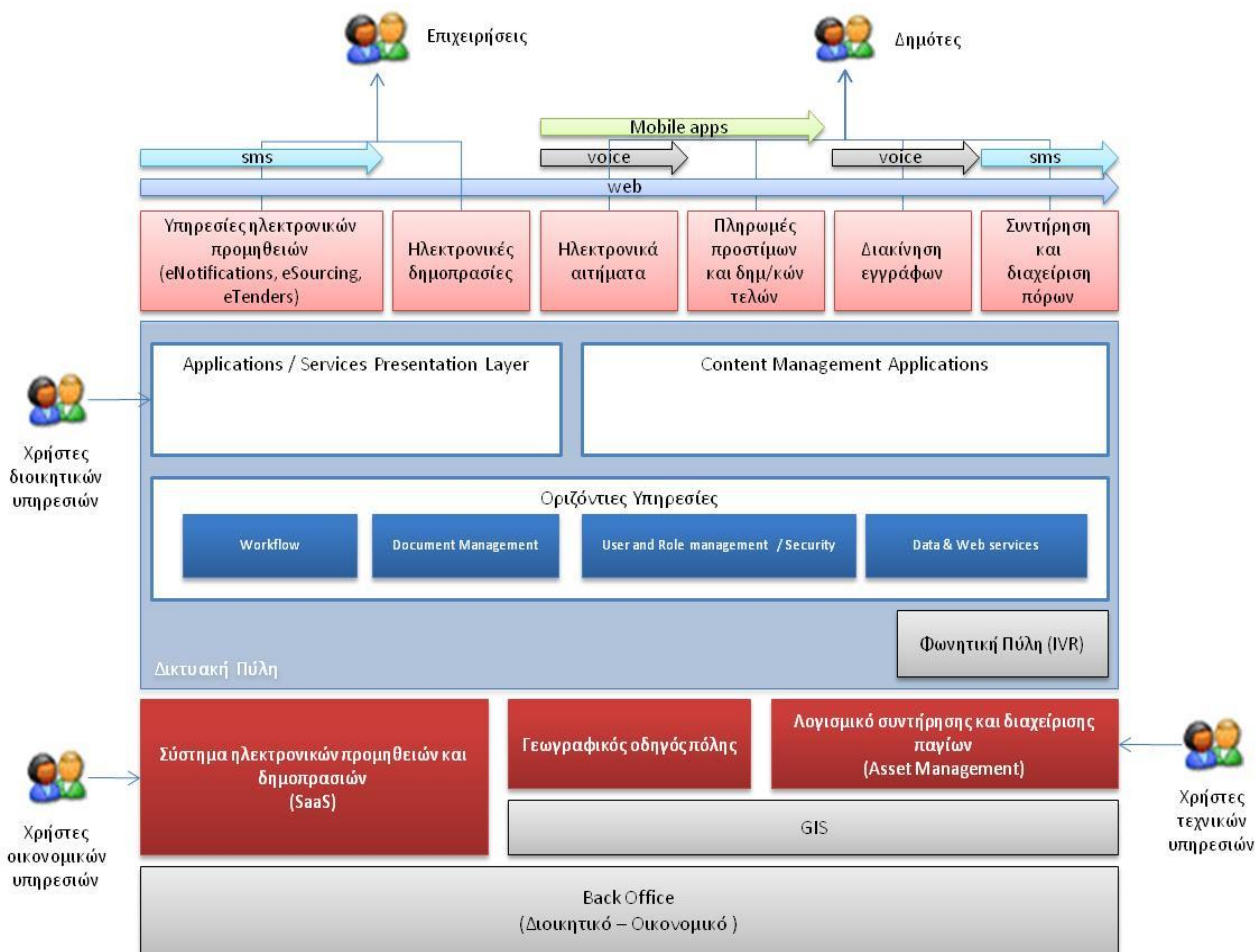 Επιχειρήσεις
Δημότες
Mobile apps
sms
voice
voice
sms
web
Υπηρεσίες ηλεκτρονικών
προμηθειών
(eNotifications, eSourcing,
eTenders)
Ηλεκτρονικές
δημοπρασίες
Ηλεκτρονικά
αιτήματα
Πληρωμές
προστίμων
και δημ/κών
τελών
Διακίνηση
εγγράφων
Συντήρηση
και
διαχείριση
πόρων
Applications / Services Presentation Layer
Content Management Applications
Χρήστες
διοικητικών
υπηρεσιών
Οριζόντιες Υπηρεσίες
Workflow
Document Management
User and Role management / Security
Data & Web services
Φωνητική Πύλη (IVR)
Δικτυακή Πύλη
Σύστημα ηλεκτρονικών προμηθειών και
δημοπρασιών
(SaaS)
Γεωγραφικός οδηγός πόλης
Λογισμικό συντήρησης και διαχείρισης
παγίων
(Asset Management)
GIS
Χρήστες
οικονομικών
υπηρεσιών
Χρήστες
τεχνικών
υπηρεσιών
Back Office
(Διοικητικό – Οικονομικό )